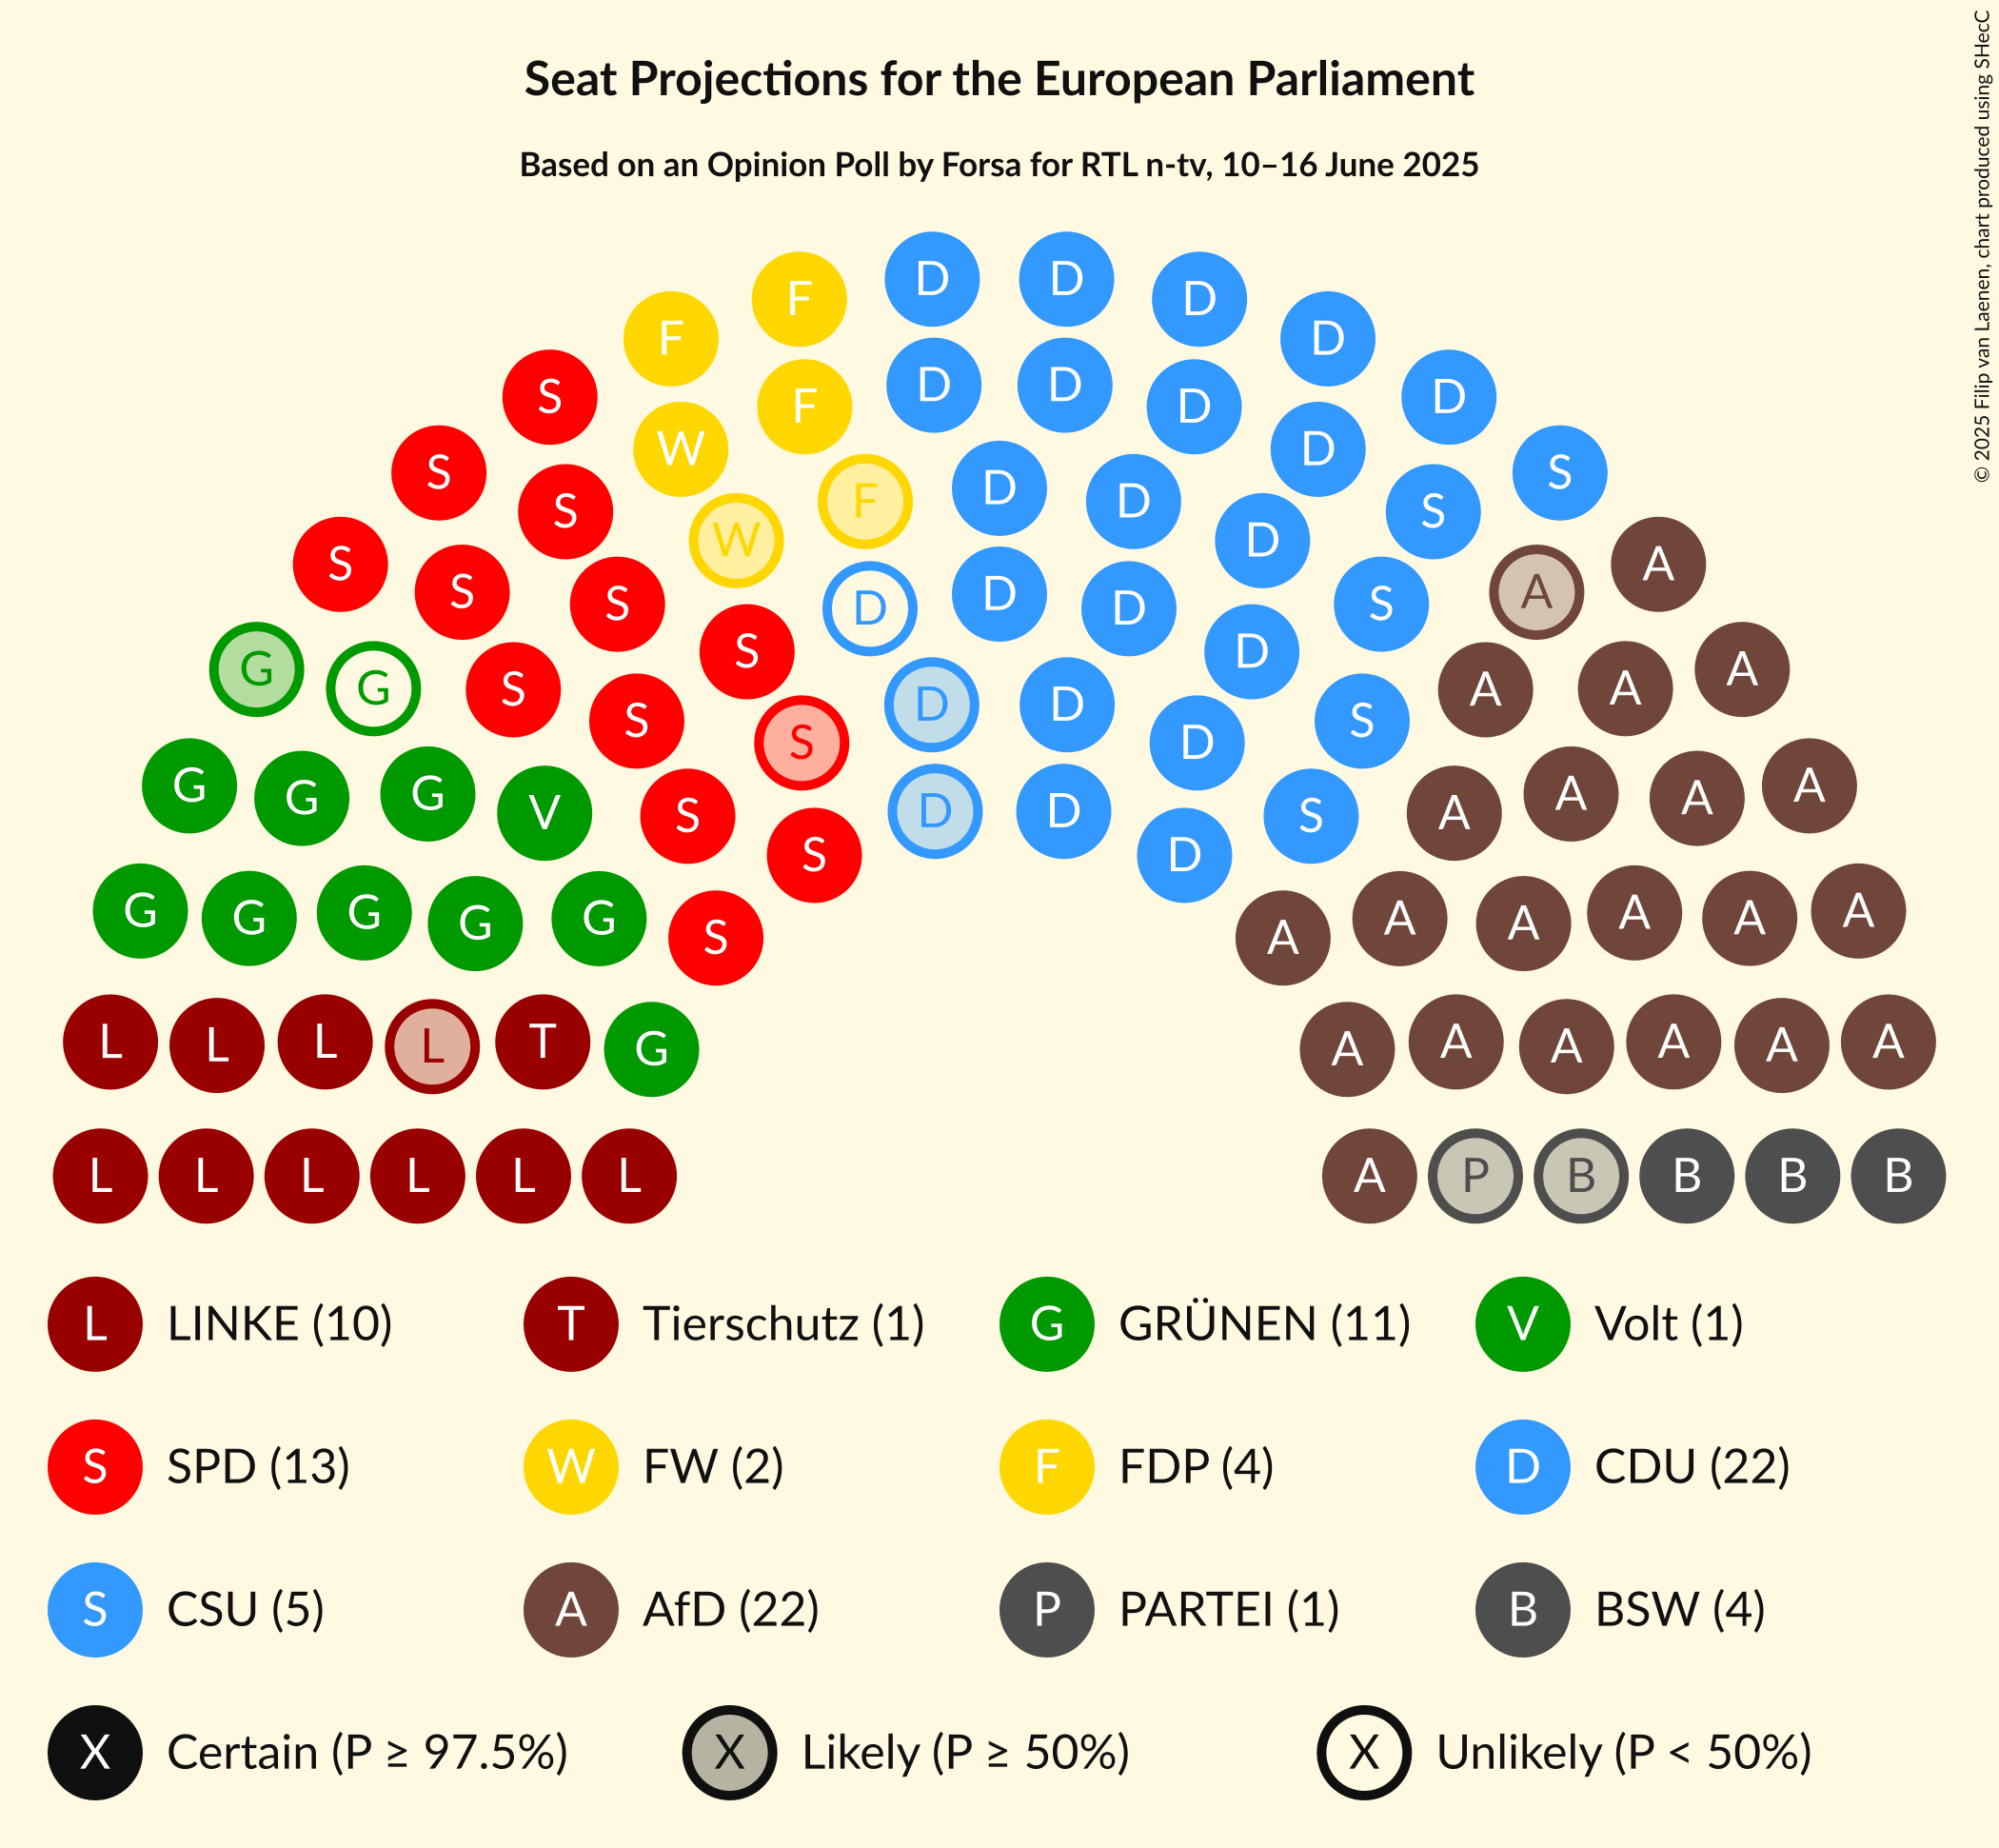 Seat Projections for the European Parliament
Based on an Opinion Poll by Forsa for RTL n-tv, 10–16 June 2025
© 2025 Filip van Laenen, chart produced using SHecC
D D
F D
F D
D D
F D
S D
W D
S S
D
F D
S S
W D
S A
S A
D
D D
S S
S D
G A
G A
S A
D D
S S
S D
G A
G A
G A
V A
D D
S S
S D
G A
G A
G A
G A
G A
S A
L A
L A
L A
L A
T A
G A
L L L L L L A P B B B B
L LINKE (10) T Tierschutz (1) G GRÜNEN (11) V Volt (1)
S SPD (13) W FW (2) F FDP (4) D CDU (22)
S CSU (5) A AfD (22) P PARTEI (1) B BSW (4)
X Certain (P ≥ 97.5%) X Likely (P ≥ 50%) X Unlikely (P < 50%)